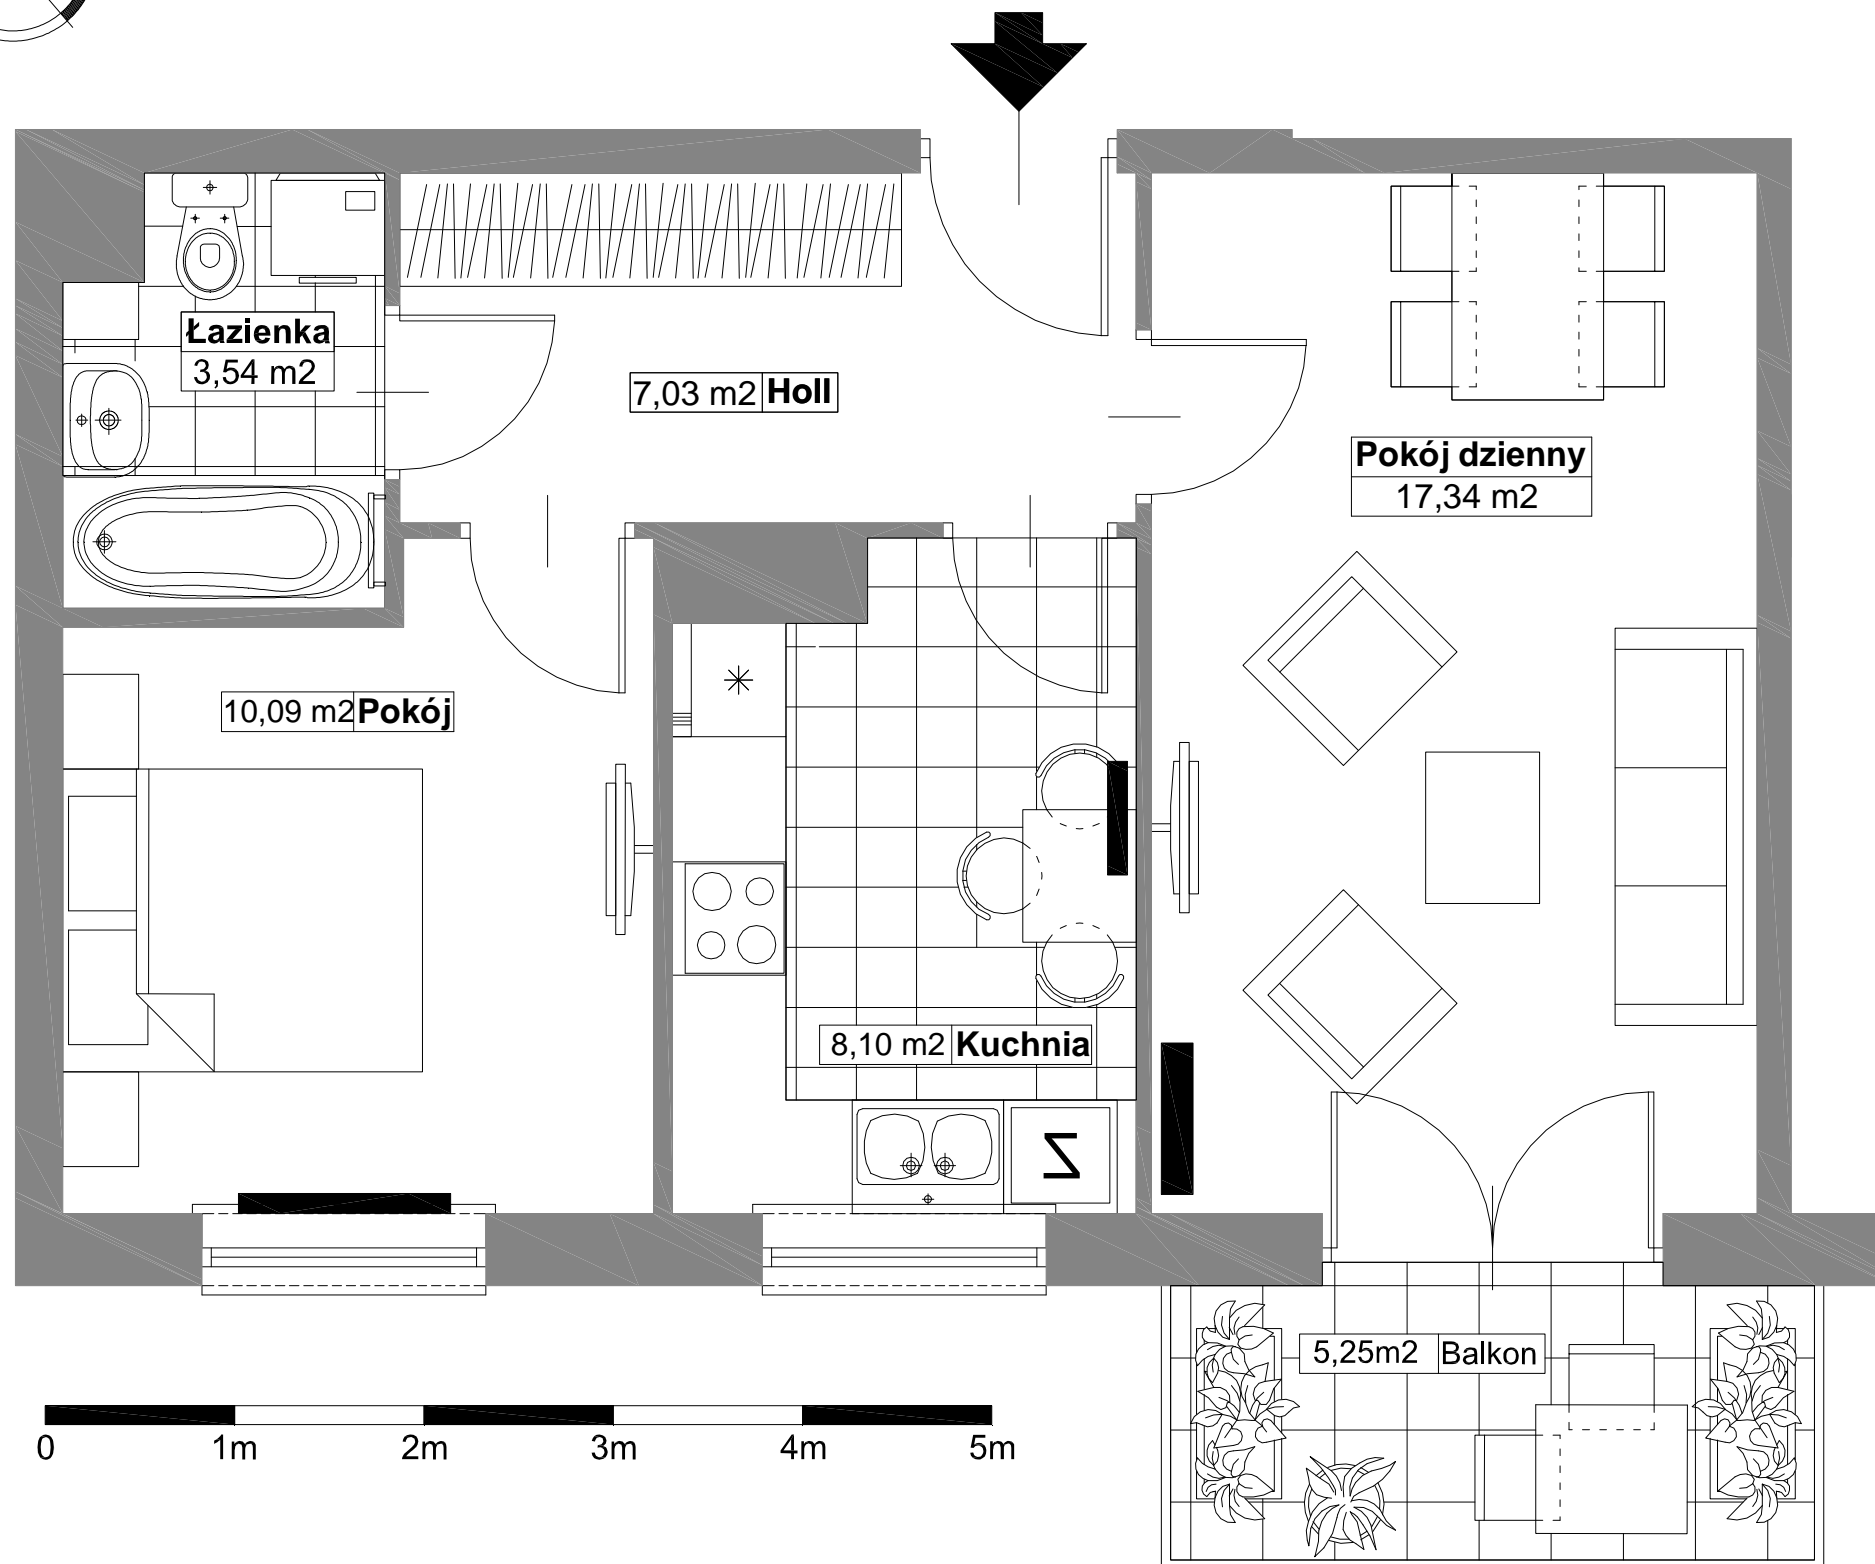 Łazienka
3,54 m2
7,03 m2 Holl
Pokój dzienny
17,34 m2
10,09 m2 Pokój
8,10 m2 Kuchnia
Z
5,25m2 Balkon
0 1m 2m 3m 4m 5m